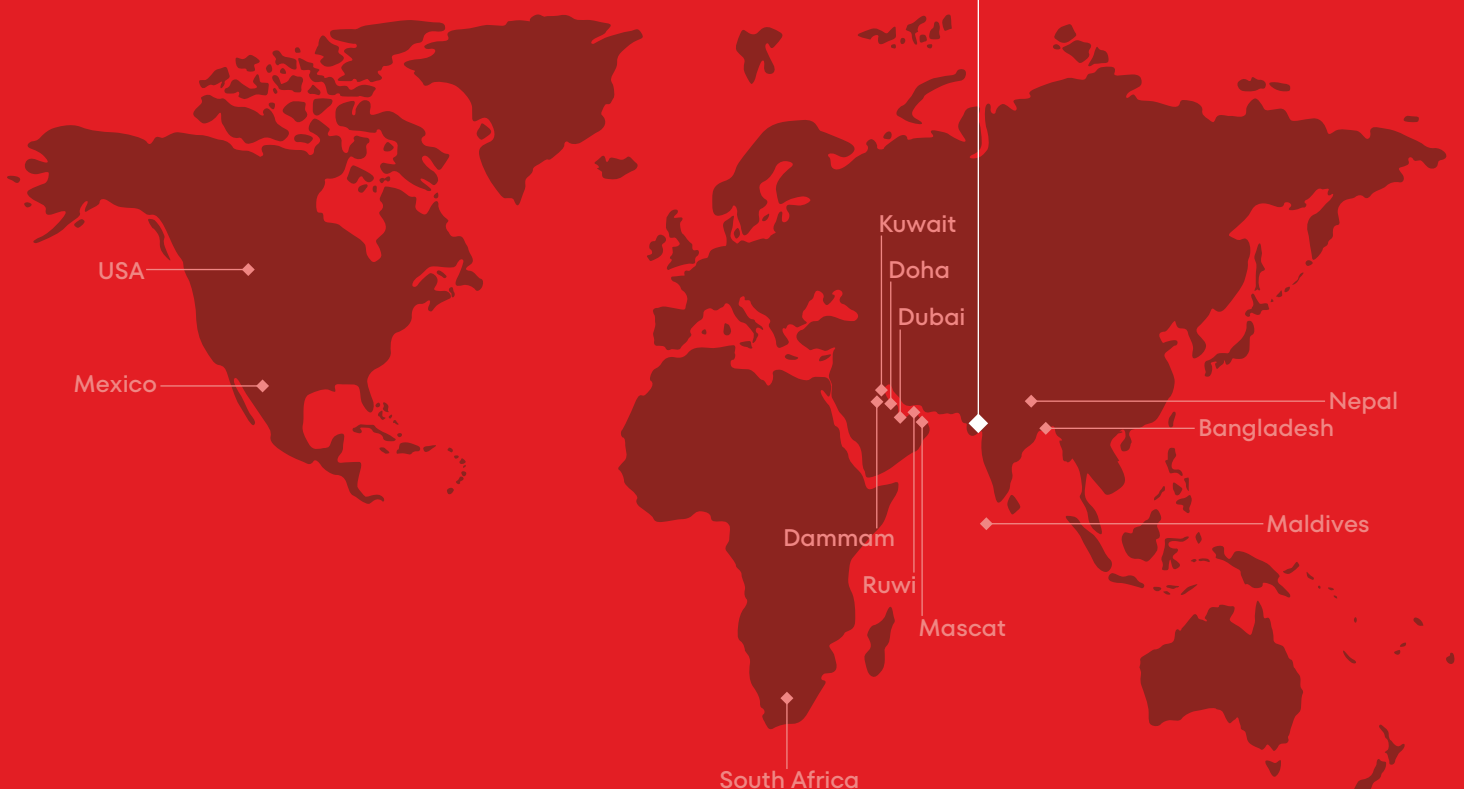 Kuwait
Doha
USA
Dubai
Mexico
Nepal
Bangladesh
Maldives
Dammam
Ruwi
Mascat
South Africa